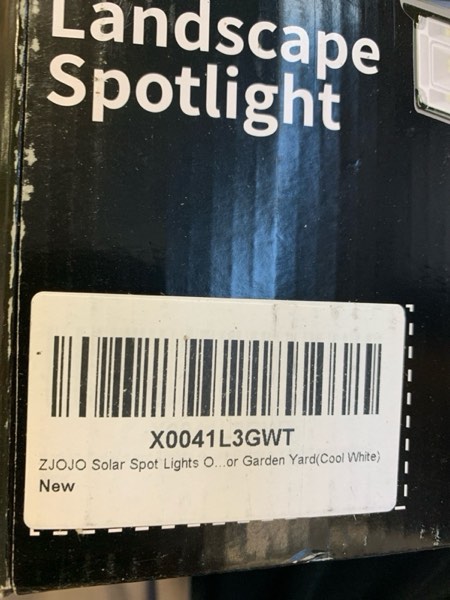 Landscape
Spotlight
X0041L3GWT
ZJOJO Solar Spot Lights O...or Garden Yard(Cool White)
New